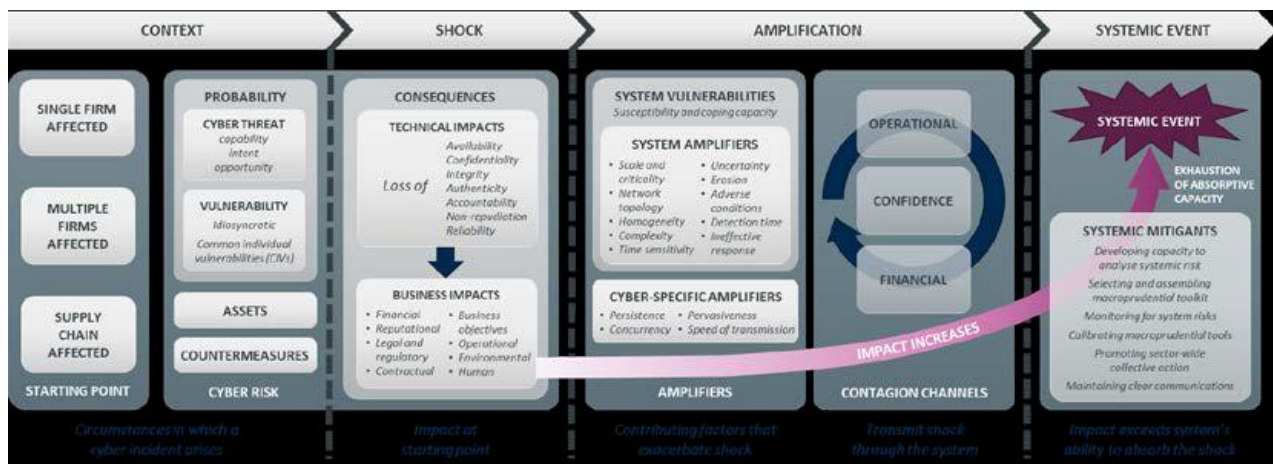 CONTEXT
SHOCK
AMPLIFICATION
SYSTEMIC EVENT
SINGLE FIRM
AFFECTED
MULTIPLE
FIRMS
AFFECTED
SUPPLY
CHAIN
AFFECTED
STARTING POINT
PROBABILITY
CYBER THREAT
capability
intent
opportunity
VULNERABILITY
Idiosyncratic
Common individual
vulnerabilities (CIVs)
ASSETS
COUNTERMEASURES
CYBER RISK
Circumstances in which a
cyber incident arises
CONSEQUENCES
TECHNICAL IMPACTS
Loss of
Availability
Confidentiality
Integrity
Authenticity
Accountability
Non-repudiation
Reliability
BUSINESS IMPACTS
• Financial
• Reputational
• Legal and
regulatory
• Contractual
• Business
objectives
• Operational
• Environmental
• Human
Impact at
starting point
SYSTEM VULNERABILITIES
Susceptibility and coping capacity
SYSTEM AMPLIFIERS
• Scale and
criticality
• Network
topology
• Homogeneity
• Complexity
• Time sensitivity
• Uncertainty
• Erosion
• Adverse
conditions
• Detection time
• Ineffective
response
CYBER-SPECIFIC AMPLIFIERS
• Persistence
• Concurrency
• Pervasiveness
• Speed of transmission
AMPLIFIERS
Contributing factors that
exacerbate shock
OPERATIONAL
CONFIDENCE
FINANCIAL
IMPACT INCREASES
CONTAGION CHANNELS
Transmit shock
through the system
SYSTEMIC EVENT
EXHAUSTION
OF ABSORPTIVE
CAPACITY
SYSTEMIC MITIGANTS
Developing capacity to
analyse systemic risk
Selecting and assembling
macroprudential toolkit
Monitoring for system risks
Calibrating macroprudential tools
Promoting sector-wide
collective action
Maintaining clear communications
Impact exceeds system's
ability to absorb the shock